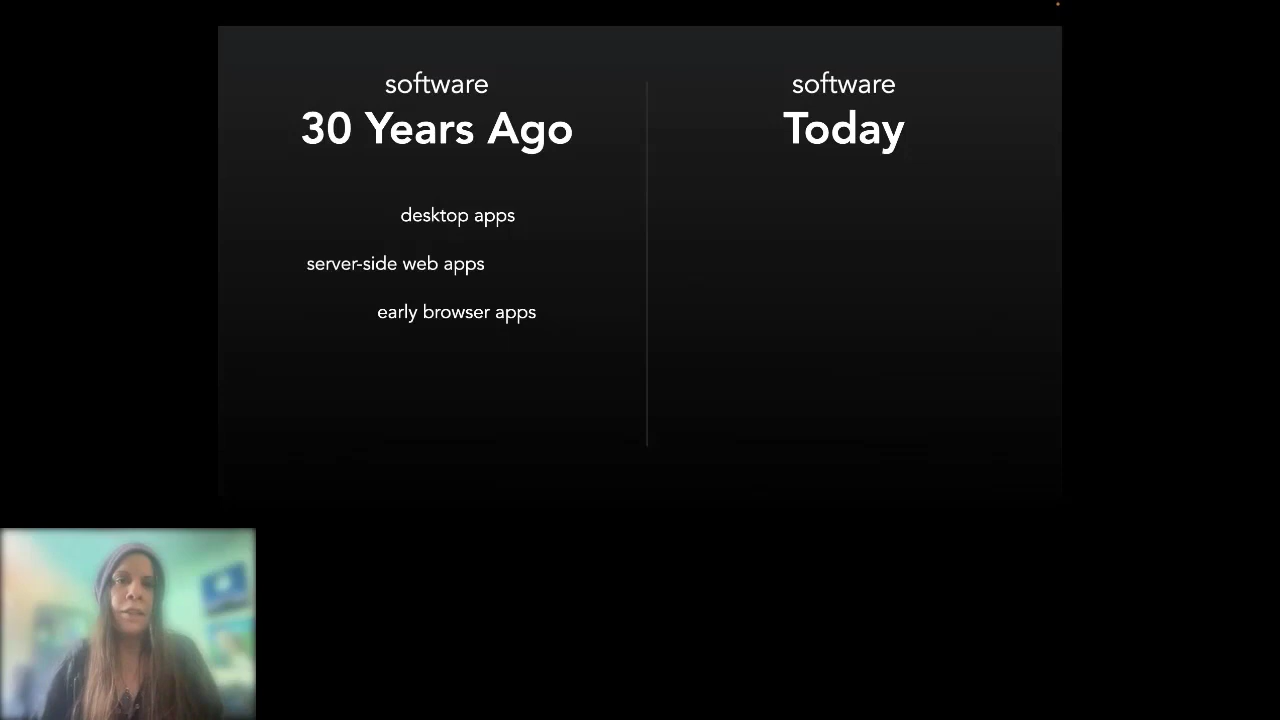 software
30 Years Ago
desktop apps
server-side web apps
early browser apps
software
Today